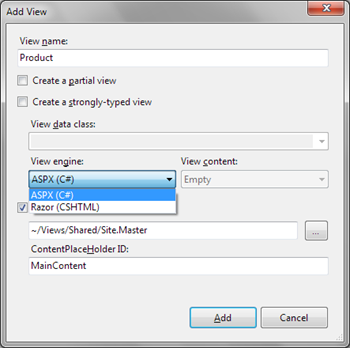 Add View
View name:
Product
Create a partial view
Create a strongly-typed view
View data class:
View engine: View content:
ASPX (C#) Empty
ASPX (C#)
Razor (CSHTML)
~/Views/Shared/Site.Master ...
ContentPlaceHolder ID:
MainContent
Add Cancel